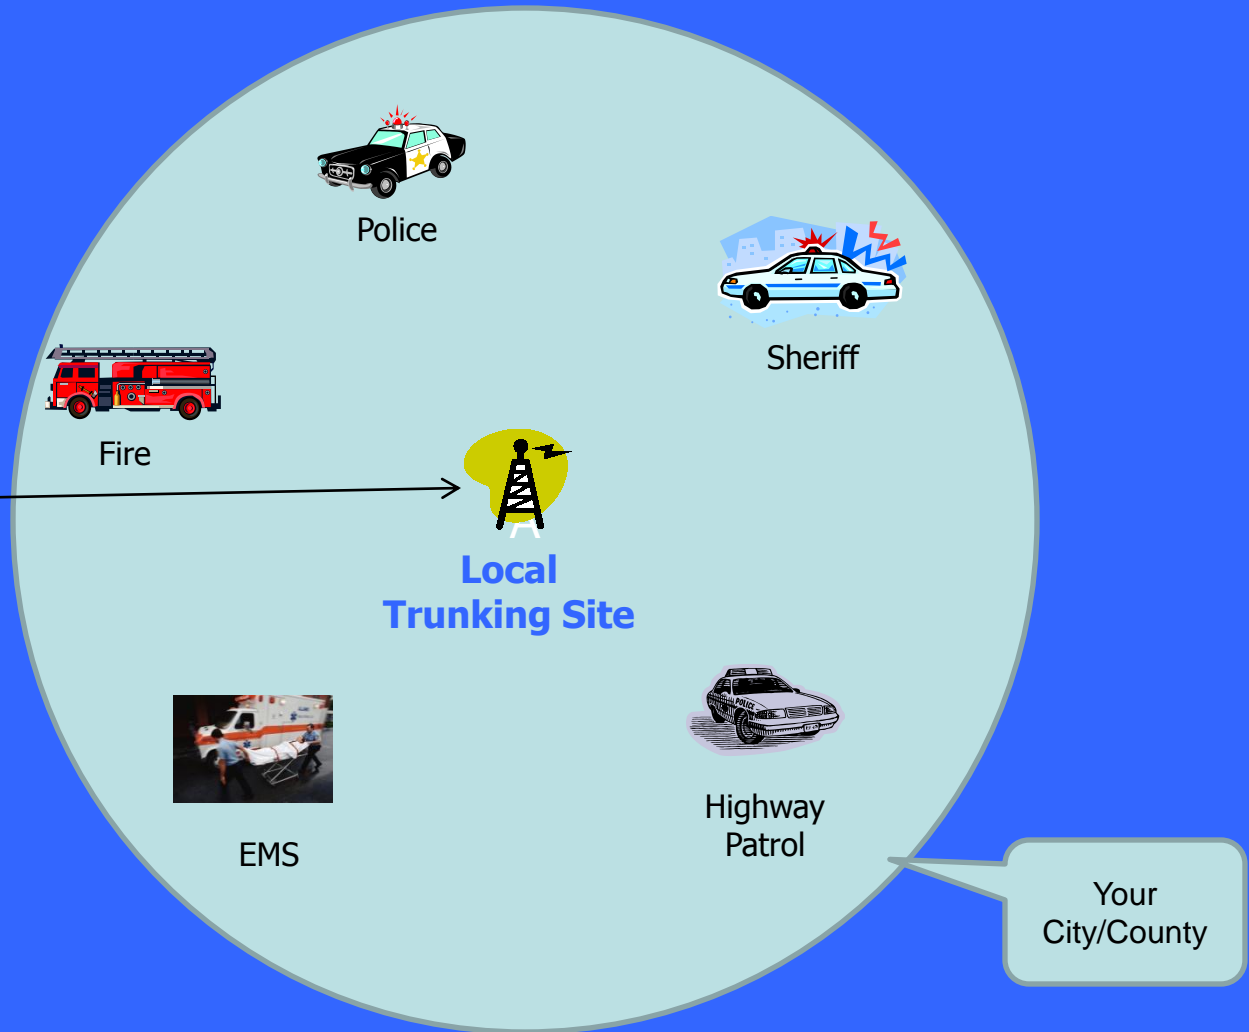 Police
Sheriff
Fire
Local
Trunking Site
Highway
Patrol
EMS
Your
City/County